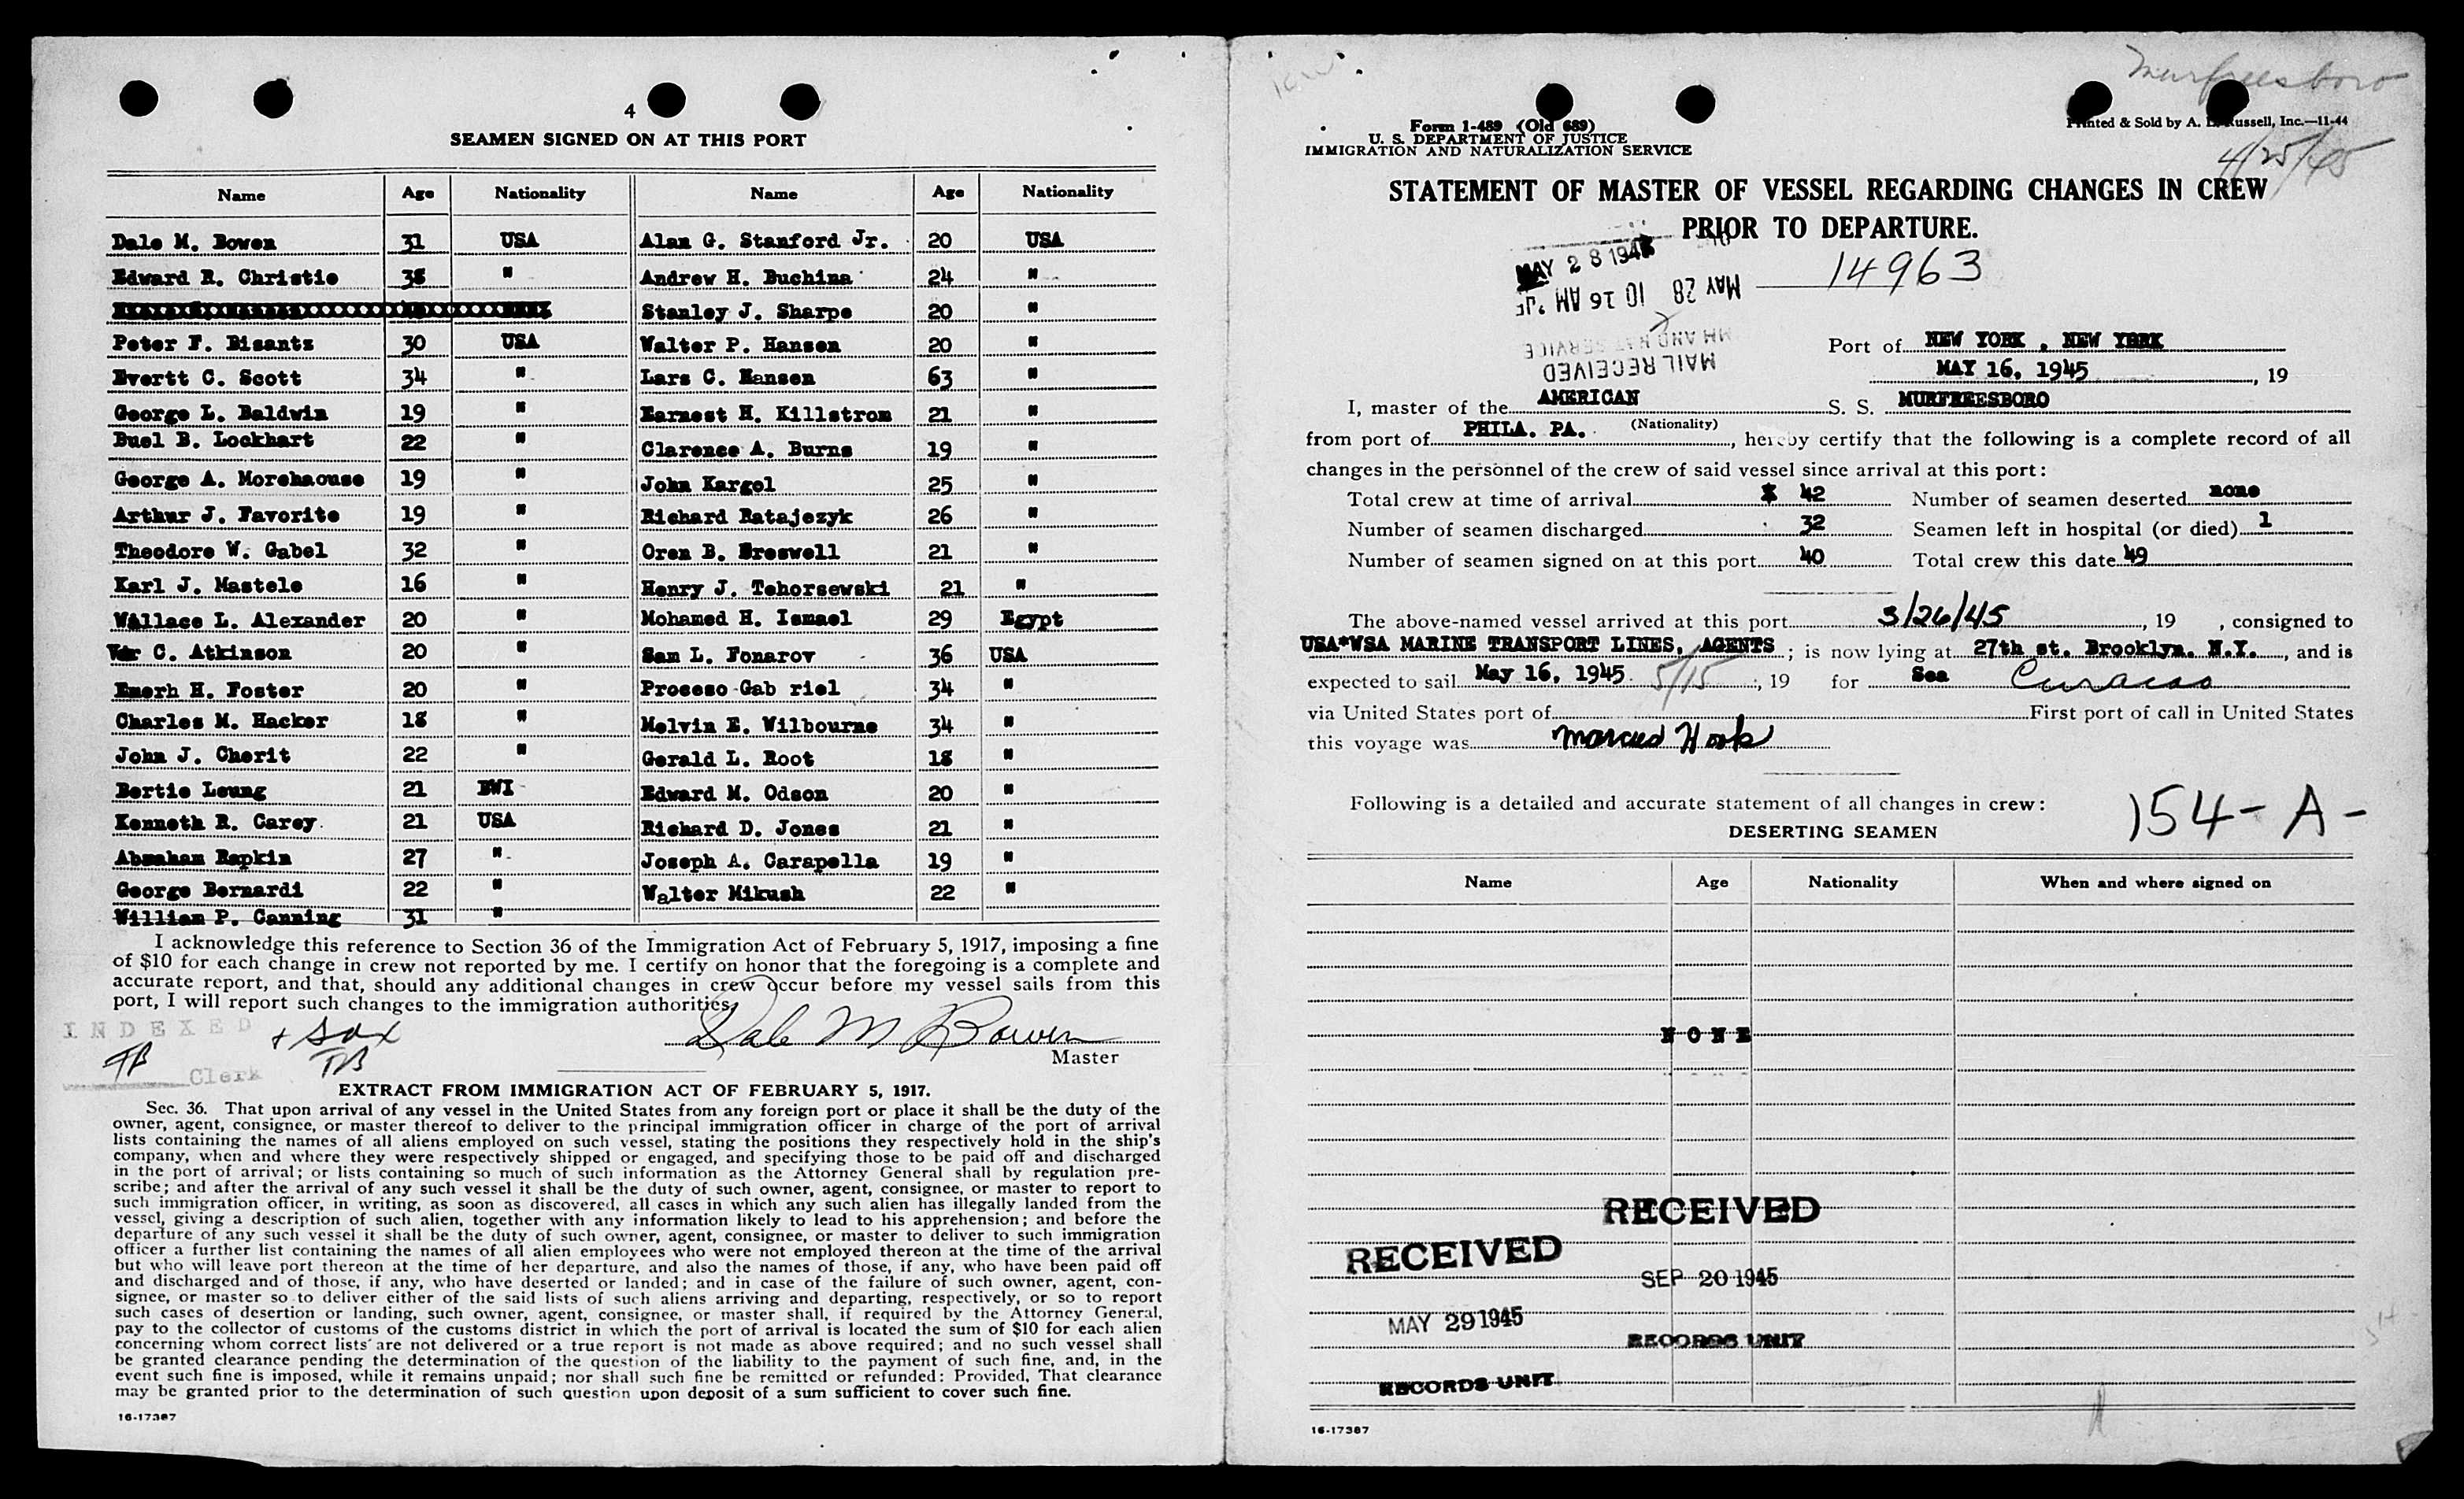 4
SEAMEN SIGNED ON AT THIS PORT
Name Age Nationality Name Age Nationality
Dale M. Bowen 31 USA Alan G. Stanford Jr. 20 USA
Edward R. Christie 38 " Andrew H. Buchina 24 "
Stanley J. Sharpe 20 "
Peter F. Bisantz 30 USA Walter P. Hansen 20 "
Evertt C. Scott 34 " Lars C. Hansen 63 "
George L. Baldwin 19 " Earnest H. Killstrom 21 "
Buel B. Lockhart 22 " Clarence A. Burns 19 "
George A. Morehaouse 19 " John Kargol 25 "
Arthur J. Favorite 19 " Richard Ratajezyk 26 "
Theodore W. Gabel 32 " Oren B. Breswell 21 "
Karl J. Mastele 16 " Henry J. Tehorsewski 21 "
Wallace L. Alexander 20 " Mohamed H. Ismael 29 Egypt
C. Atkinson 20 " Sam L. Fonarov 36 USA
Emerh H. Foster 20 " Proceso Gab riel 34 "
Charles M. Hacker 18 " Melvin E. Wilbourne 34 "
John J. Cherit 22 " Gerald L. Root 18 "
Bertie Leung 21 BWI Edward M. Odson 20 "
Kenneth R. Carey. 21 USA Richard D. Jones 21 "
Abmaham Rapkin 27 " Joseph A. Carapella 19 "
George Bernardi 22 " Walter Mikush 22 "
William P. Canning 31 "
I acknowledge this reference to Section 36 of the Immigration Act of February 5, 1917, imposing a fine
of $10 for each change in crew not reported by me. I certify on honor that the foregoing is a complete and
accurate report, and that, should any additional changes in crew occur before my vessel sails from this
port, I will report such changes to the immigration authorities.
INDEXED
Dale M Bowen
Master
Clerk
EXTRACT FROM IMMIGRATION ACT OF FEBRUARY 5, 1917.
Sec. 36. That upon arrival of any vessel in the United States from any foreign port or place it shall be the duty of the
owner, agent, consignee, or master thereof to deliver to the principal immigration officer in charge of the port of arrival
lists containing the names of all aliens employed on such vessel, stating the positions they respectively hold in the ship's
company, when and where they were respectively shipped or engaged, and specifying those to be paid off and discharged
in the port of arrival; or lists containing so much of such information as the Attorney General shall by regulation pre-
scribe; and after the arrival of any such vessel it shall be the duty of such owner, agent, consignee, or master to report to
such immigration officer, in writing, as soon as discovered, all cases in which any such alien has illegally landed from the
vessel, giving a description of such alien, together with any information likely to lead to his apprehension; and before the
departure of any such vessel it shall be the duty of such owner, agent, consignee, or master to deliver to such immigration
officer a further list containing the names of all alien employees who were not employed thereon at the time of the arrival
but who will leave port thereon at the time of her departure, and also the names of those, if any, who have been paid off
and discharged and of those, if any, who have deserted or landed; and in case of the failure of such owner, agent, con-
signee, or master so to deliver either of the said lists of such aliens arriving and departing, respectively, or so to report
such cases of desertion or landing, such owner, agent, consignee, or master shall, if required by the Attorney General,
pay to the collector of customs of the customs district in which the port of arrival is located the sum of $10 for each alien
concerning whom correct lists are not delivered or a true report is not made as above required; and no such vessel shall
be granted clearance pending the determination of the question of the liability to the payment of such fine, and, in the
event such fine is imposed, while it remains unpaid; nor shall such fine be remitted or refunded: Provided, That clearance
may be granted prior to the determination of such question upon deposit of a sum sufficient to cover such fine.
16-17387
Murfreesboro
Form 1-489 (Old 689)
U. S. DEPARTMENT OF JUSTICE
IMMIGRATION AND NATURALIZATION SERVICE
Printed & Sold by A. Russell, Inc.—11-44
4/25/45
STATEMENT OF MASTER OF VESSEL REGARDING CHANGES IN CREW
PRIOR TO DEPARTURE.
MAY 28 1945
MAY 28 10 16 AM
14963
MAIL RECEIVED
Port of NEW YORK , NEW YORK
MAY 16, 1945 , 19
I, master of the AMERICAN S. S. MURFREESBORO
(Nationality)
from port of PHILA. PA. , hereby certify that the following is a complete record of all
changes in the personnel of the crew of said vessel since arrival at this port:
Total crew at time of arrival 42 Number of seamen deserted none
Number of seamen discharged 32 Seamen left in hospital (or died) 1
Number of seamen signed on at this port 40 Total crew this date 49
The above-named vessel arrived at this port 3/26/45 , 19 , consigned to
USA*WSA MARINE TRANSPORT LINES, AGENTS ; is now lying at 27th st. Brooklyn. N.Y. , and is
expected to sail May 16, 1945 5/15 , 19 for Sea Curacao
via United States port of First port of call in United States
this voyage was Marcus Hook
Following is a detailed and accurate statement of all changes in crew:
154-A-
DESERTING SEAMEN
Name Age Nationality When and where signed on
NONE
RECEIVED
SEP 20 1945
RECORDS UNIT
RECEIVED
MAY 29 1945
RECORDS UNIT
16-17387